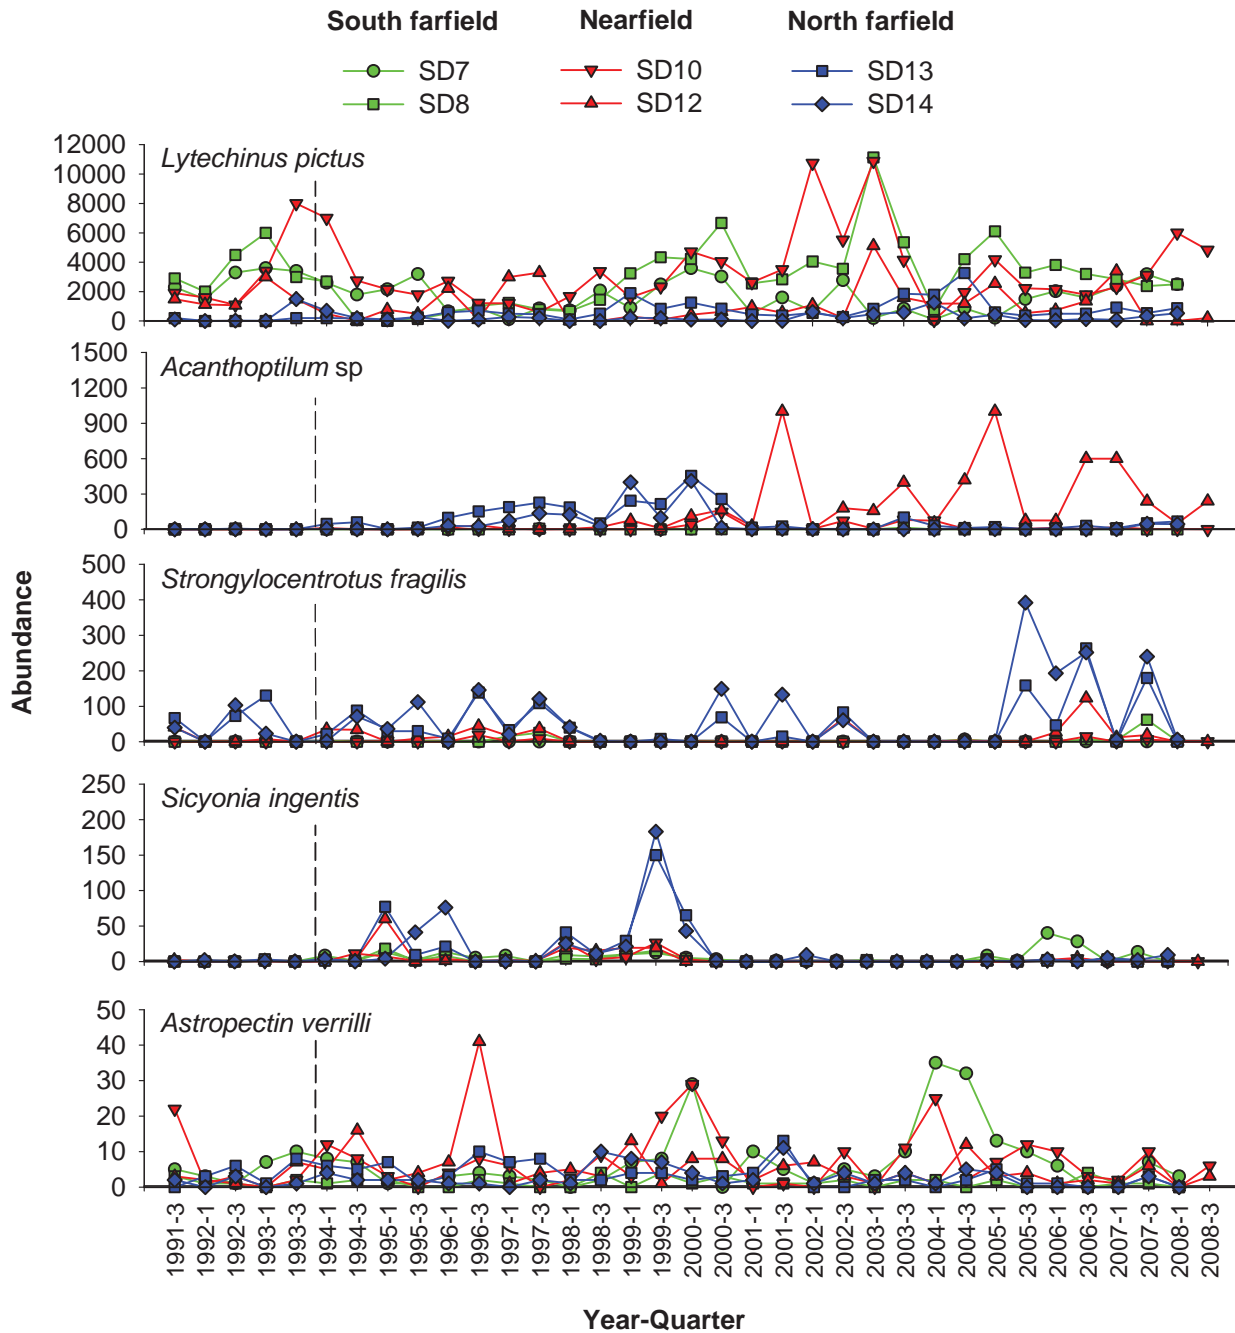 South farfield Nearfield North farfield
SD7 SD10 SD13
SD8 SD12 SD14
Lytechinus pictus
12000
10000
8000
6000
4000
2000
0
Acanthoptilum sp
1500
1200
900
600
300
0
Strongylocentrotus fragilis
500
400
300
200
100
0
Sicyonia ingentis
250
200
150
100
50
0
Astropectin verrilli
50
40
30
20
10
0
Abundance
1991-3 1992-1 1992-3 1993-1 1993-3 1994-1 1994-3 1995-1 1995-3 1996-1 1996-3 1997-1 1997-3 1998-1 1998-3 1999-1 1999-3 2000-1 2000-3 2001-1 2001-3 2002-1 2002-3 2003-1 2003-3 2004-1 2004-3 2005-1 2005-3 2006-1 2006-3 2007-1 2007-3 2008-1 2008-3
Year-Quarter